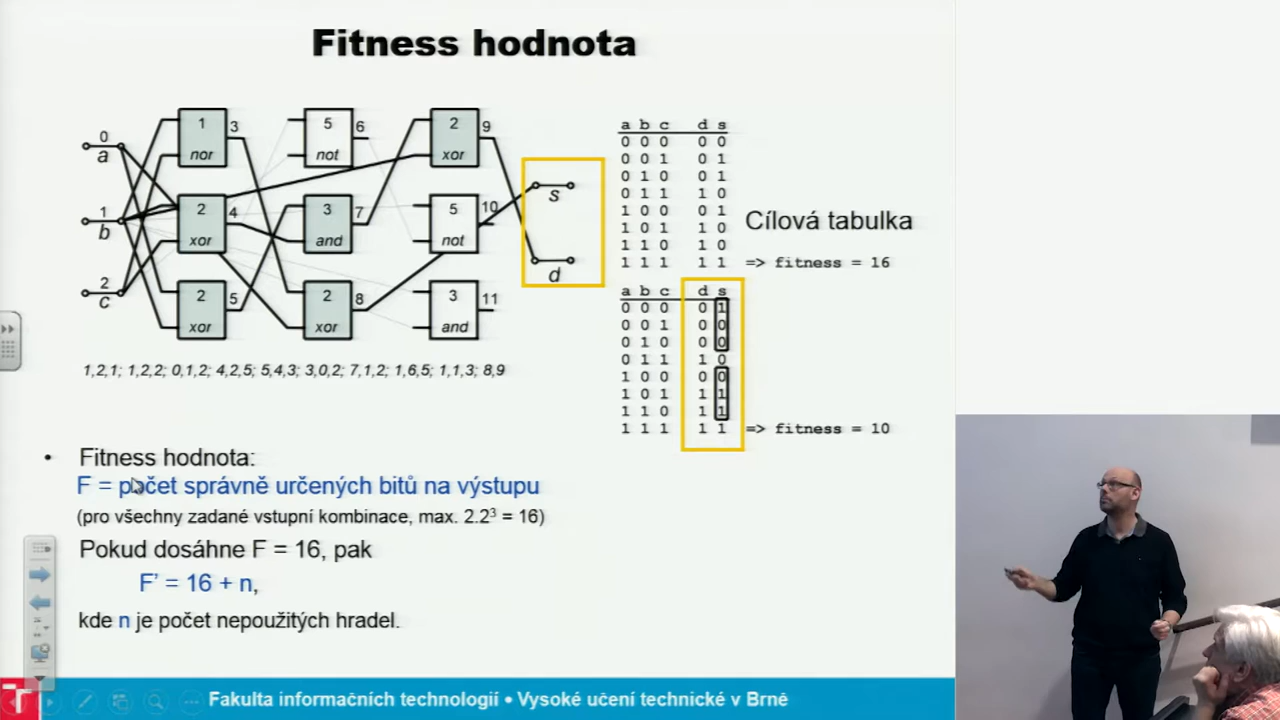 Fitness hodnota
0 a
1 b
2 c
1 nor 3
5 not 6
2 xor 9
2 xor 4
3 and 7
5 not 10
2 xor 5
2 xor 8
3 and 11
s
d
1,2,1; 1,2,2; 0,1,2; 4,2,5; 5,4,3; 3,0,2; 7,1,2; 1,6,5; 1,1,3; 8,9
a b c d s
0 0 0 0 0
0 0 1 0 1
0 1 0 0 1
0 1 1 1 0
1 0 0 0 1
1 0 1 1 0
1 1 0 1 0
1 1 1 1 1 => fitness = 16
Cílová tabulka
a b c d s
0 0 0 0 1
0 0 1 0 0
0 1 0 0 0
0 1 1 1 0
1 0 0 0 0
1 0 1 1 1
1 1 0 1 1
1 1 1 1 1 => fitness = 10
• Fitness hodnota:
F = počet správně určených bitů na výstupu
(pro všechny zadané vstupní kombinace, max. 2.2³ = 16)
Pokud dosáhne F = 16, pak
F' = 16 + n,
kde n je počet nepoužitých hradel.
Fakulta informačních technologií • Vysoké učení technické v Brně